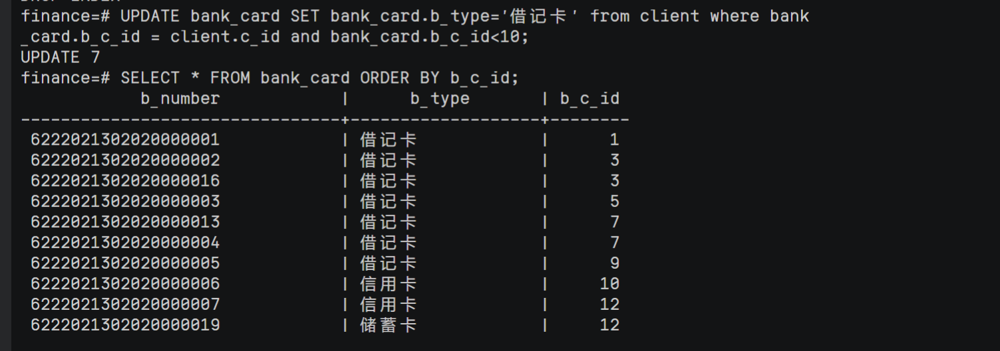 finance=# UPDATE bank_card SET bank_card.b_type='借记卡' from client where bank
_card.b_c_id = client.c_id and bank_card.b_c_id<10;
UPDATE 7
finance=# SELECT * FROM bank_card ORDER BY b_c_id;
b_number | b_type | b_c_id
--------------------------------+-------------------+--------
6222021302020000001 | 借记卡 | 1
6222021302020000002 | 借记卡 | 3
6222021302020000016 | 借记卡 | 3
6222021302020000003 | 借记卡 | 5
6222021302020000013 | 借记卡 | 7
6222021302020000004 | 借记卡 | 7
6222021302020000005 | 借记卡 | 9
6222021302020000006 | 信用卡 | 10
6222021302020000007 | 信用卡 | 12
6222021302020000019 | 储蓄卡 | 12